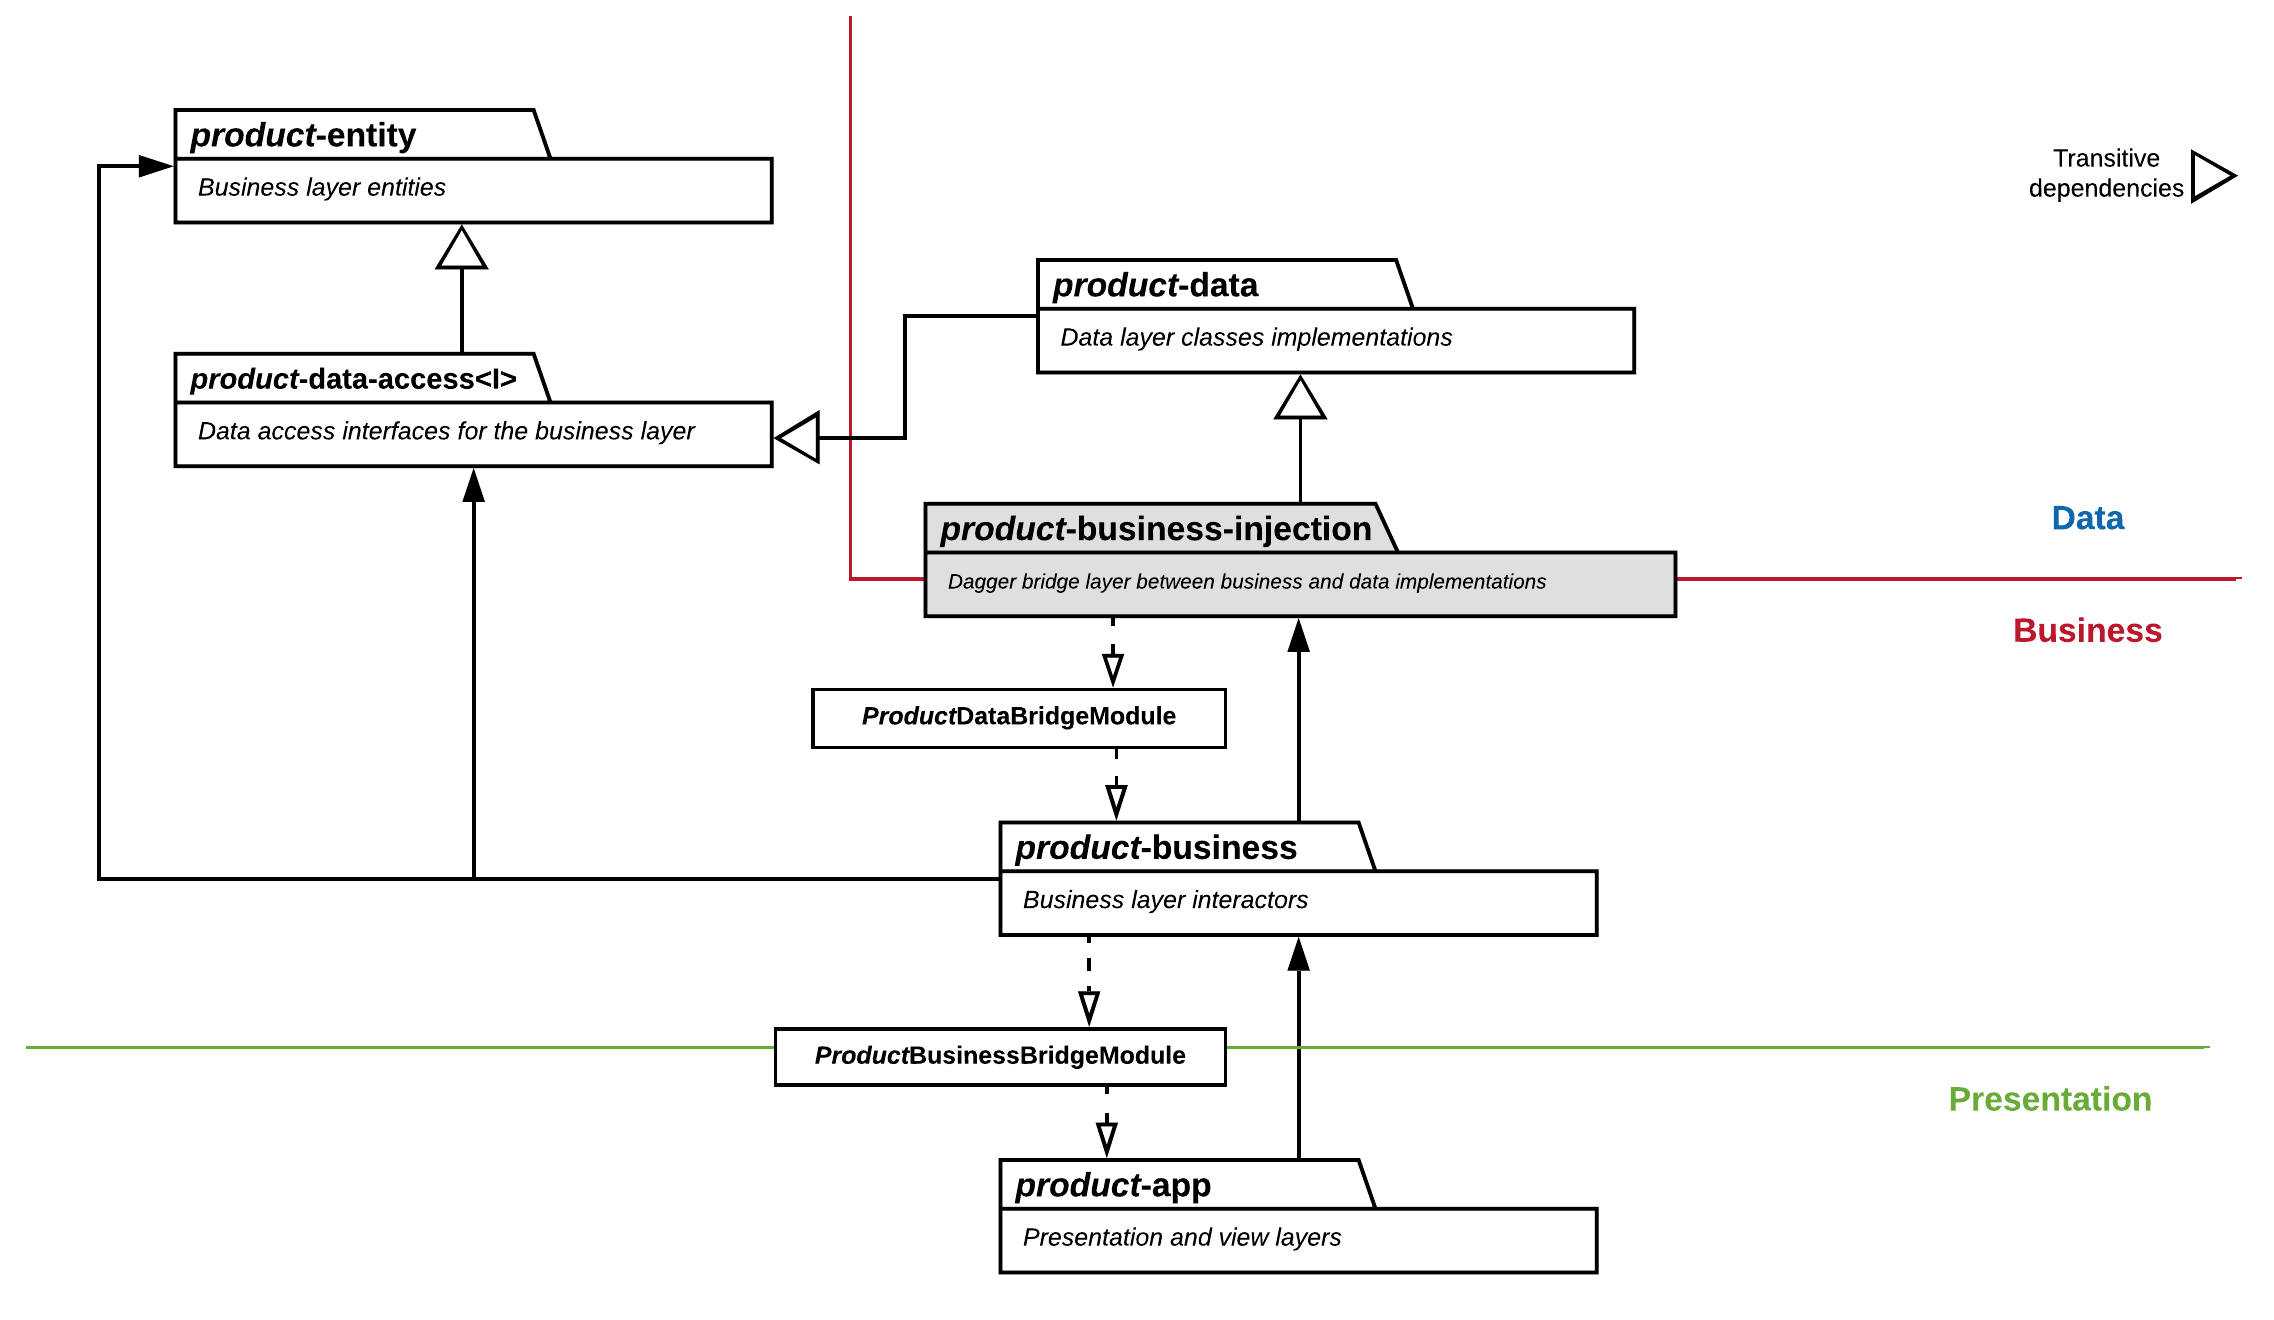 product-entity
Business layer entities
Transitive
dependencies
product-data
Data layer classes implementations
product-data-access<I>
Data access interfaces for the business layer
product-business-injection
Dagger bridge layer between business and data implementations
Data
Business
ProductDataBridgeModule
product-business
Business layer interactors
ProductBusinessBridgeModule
Presentation
product-app
Presentation and view layers